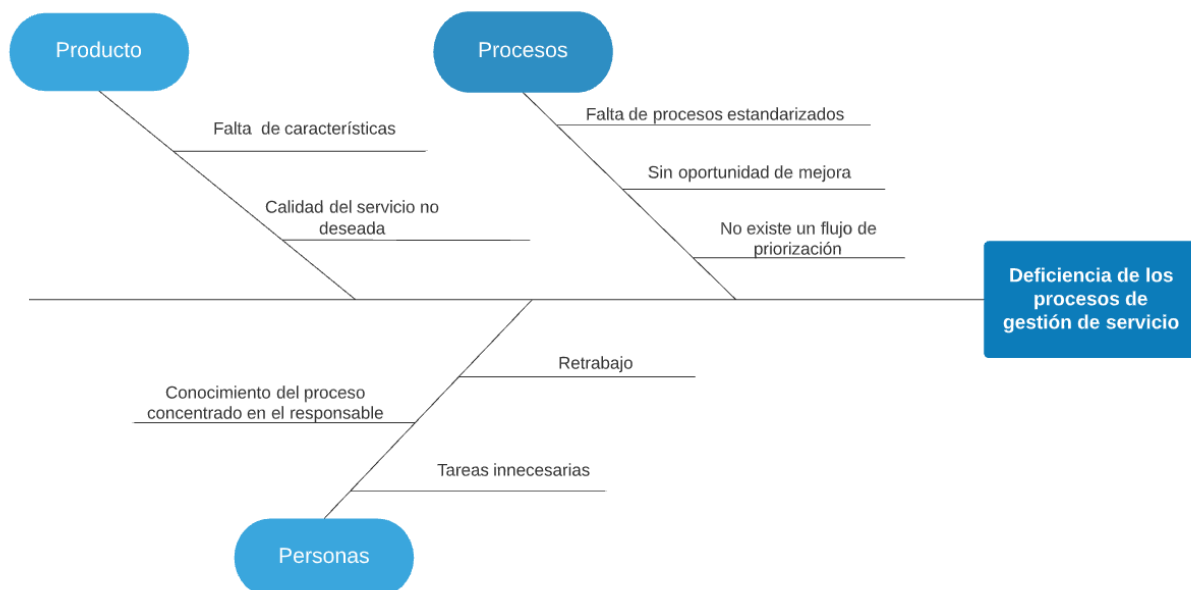 Producto
Procesos
Falta de características
Calidad del servicio no
deseada
Falta de procesos estandarizados
Sin oportunidad de mejora
No existe un flujo de
priorización
Deficiencia de los
procesos de
gestión de servicio
Retrabajo
Conocimiento del proceso
concentrado en el responsable
Tareas innecesarias
Personas